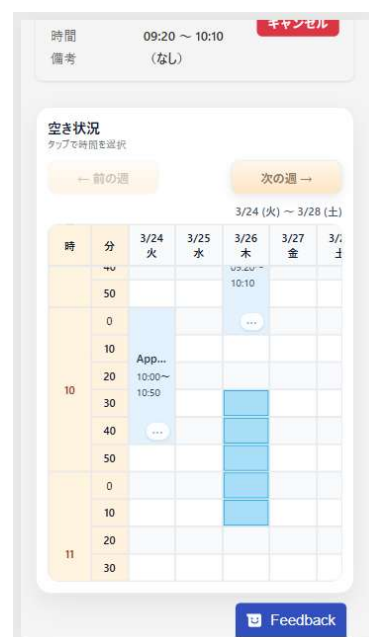 時間 09:20 ～ 10:10 キャンセル
備考 （なし）
空き状況
タップで時間を選択
← 前の週 次の週 →
3/24 (火) ～ 3/28 (土)
時 分 3/24 火 3/25 水 3/26 木 3/27 金 土
40 09:20～
50 10:10
0 ...
10 App...
10 20 10:00～
30 10:50
40 ...
50
0
10
11 20
30
Feedback